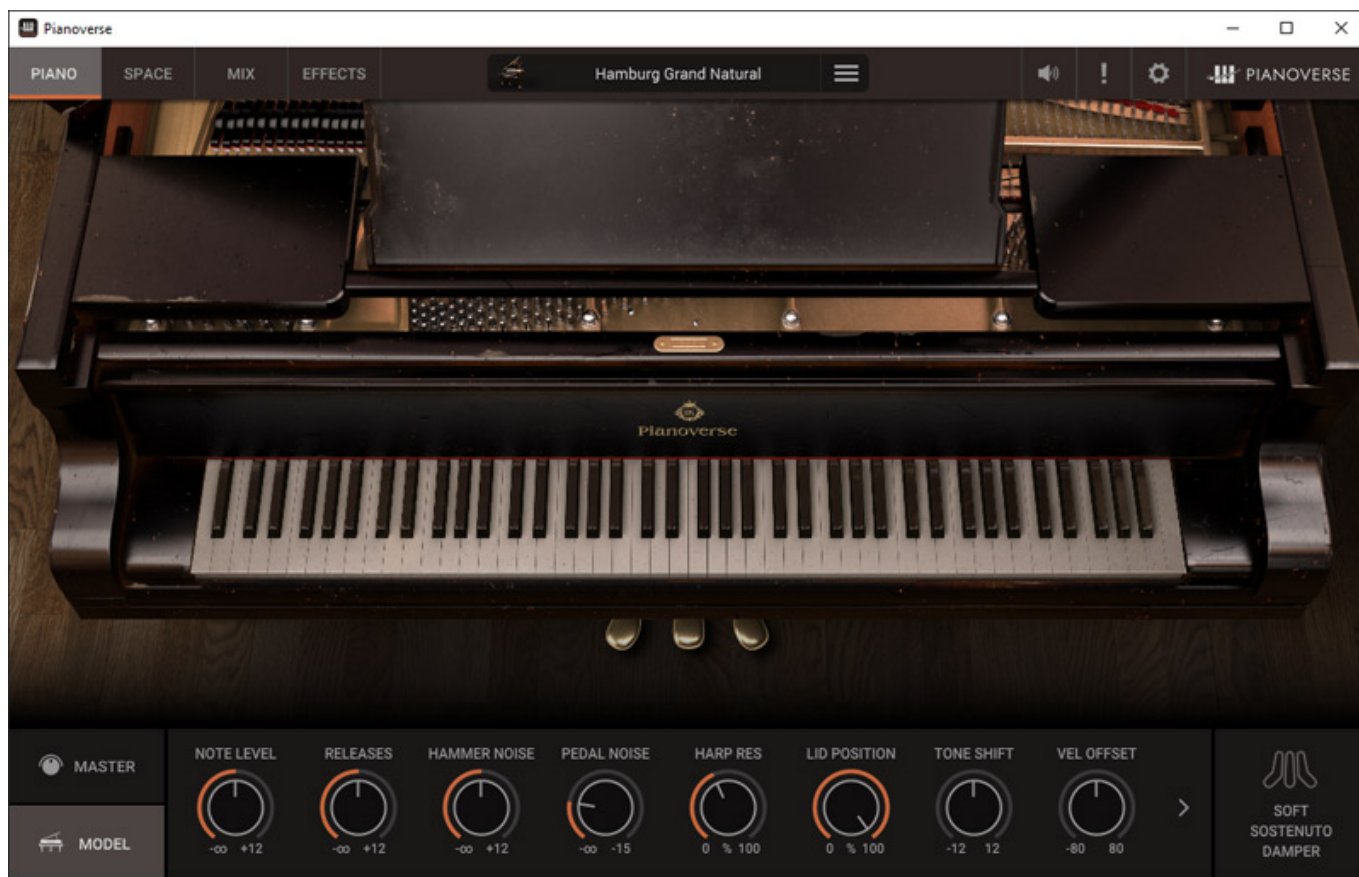 Pianoverse
PIANO SPACE MIX EFFECTS Hamburg Grand Natural ! PIANOVERSE
Pianoverse
MASTER
MODEL
NOTE LEVEL RELEASES HAMMER NOISE PEDAL NOISE HARP RES LID POSITION TONE SHIFT VEL OFFSET
-∞ +12 -∞ +12 -∞ +12 -∞ -15 0 % 100 0 % 100 -12 12 -80 80
SOFT
SOSTENUTO
DAMPER